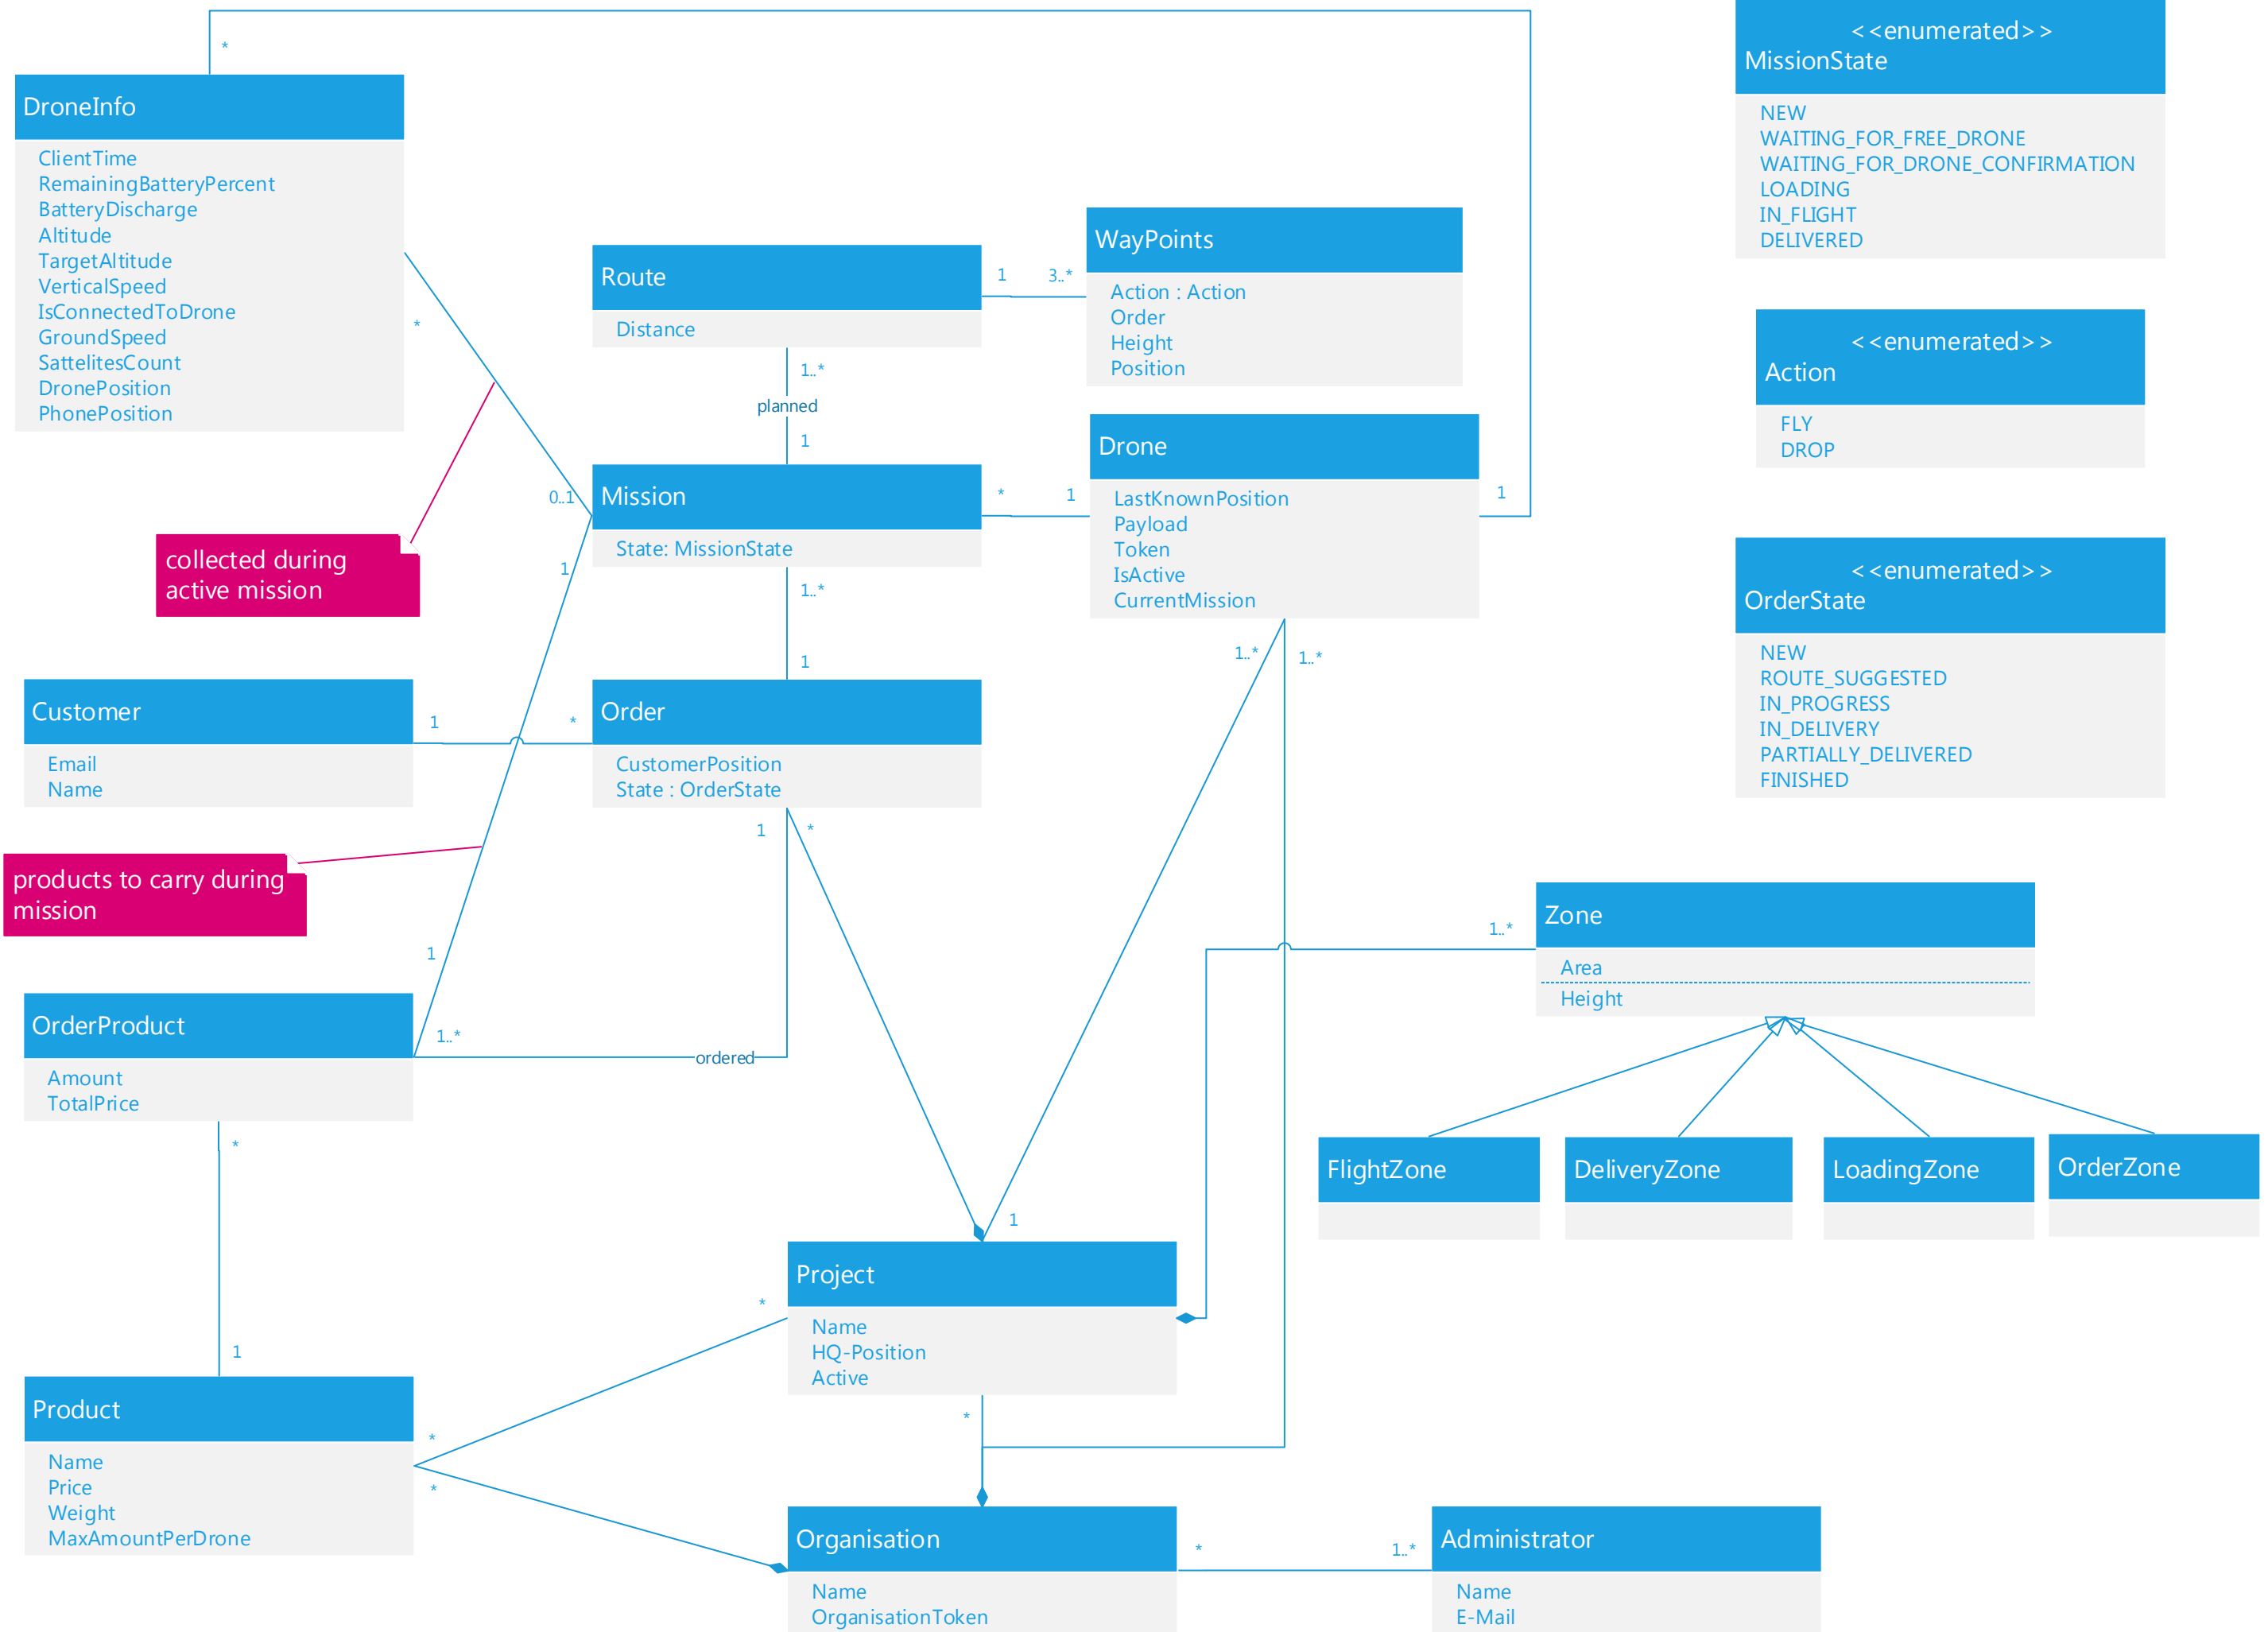 *
DroneInfo
ClientTime
RemainingBatteryPercent
BatteryDischarge
Altitude
TargetAltitude
VerticalSpeed
IsConnectedToDrone
GroundSpeed
SattelitesCount
DronePosition
PhonePosition
*
<<enumerated>>
MissionState
NEW
WAITING_FOR_FREE_DRONE
WAITING_FOR_DRONE_CONFIRMATION
LOADING
IN_FLIGHT
DELIVERED
Route
Distance
1
3..*
WayPoints
Action : Action
Order
Height
Position
<<enumerated>>
Action
FLY
DROP
1..*
planned
1
0..1
Mission
State: MissionState
*
1
Drone
LastKnownPosition
Payload
Token
IsActive
CurrentMission
1
<<enumerated>>
OrderState
NEW
ROUTE_SUGGESTED
IN_PROGRESS
IN_DELIVERY
PARTIALLY_DELIVERED
FINISHED
collected during
active mission
1
1..*
1
1..*
1..*
Customer
Email
Name
1
*
Order
CustomerPosition
State : OrderState
1
*
products to carry during
mission
1
1..*
Zone
Area
Height
OrderProduct
Amount
TotalPrice
1..*
ordered
*
1
FlightZone
DeliveryZone
LoadingZone
OrderZone
1
Project
Name
HQ-Position
Active
*
*
Product
Name
Price
Weight
MaxAmountPerDrone
*
*
Organisation
Name
OrganisationToken
*
1..*
Administrator
Name
E-Mail